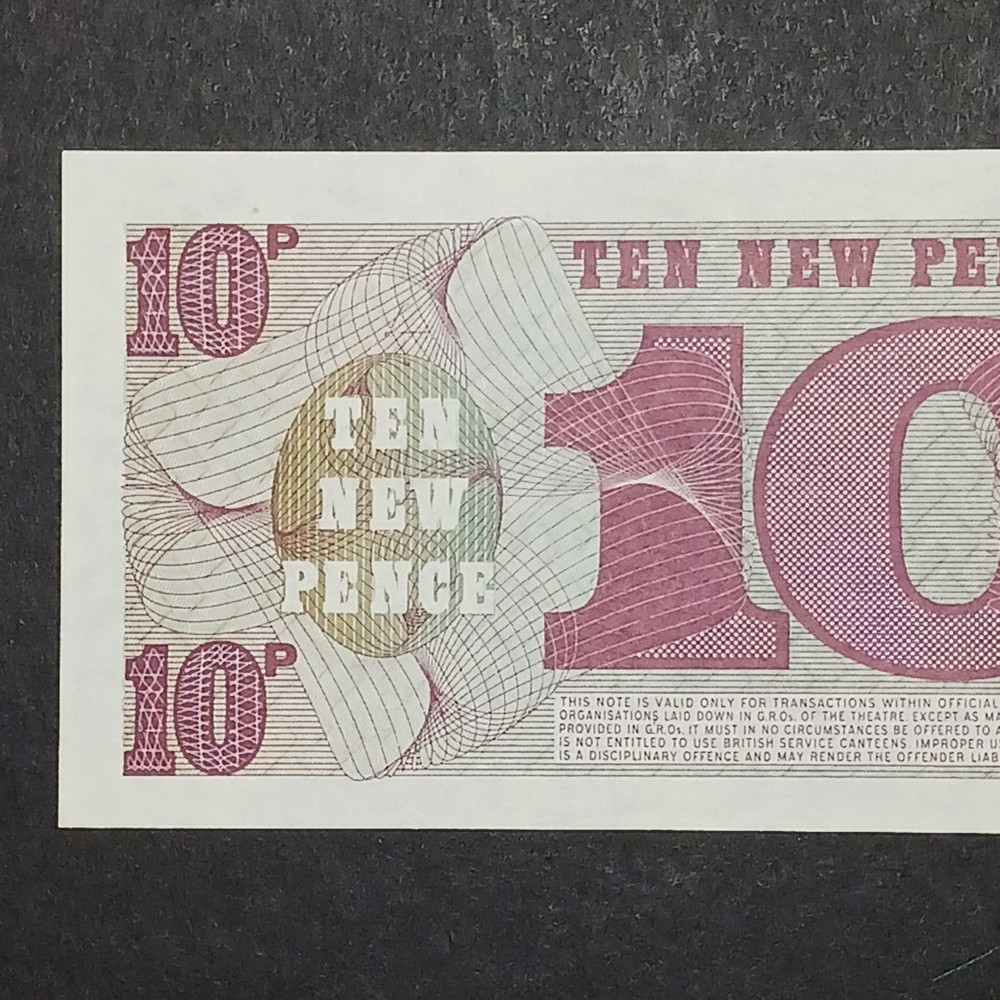 10P
TEN NEW PE
TEN
NEW
PENCE
10
10P
THIS NOTE IS VALID ONLY FOR TRANSACTIONS WITHIN OFFICIAL
ORGANISATIONS LAID DOWN IN G.R.Os. OF THE THEATRE. EXCEPT AS MA
PROVIDED IN G.R.Os. IT MUST IN NO CIRCUMSTANCES BE OFFERED TO A
IS NOT ENTITLED TO USE BRITISH SERVICE CANTEENS. IMPROPER U
IS A DISCIPLINARY OFFENCE AND MAY RENDER THE OFFENDER LIAB